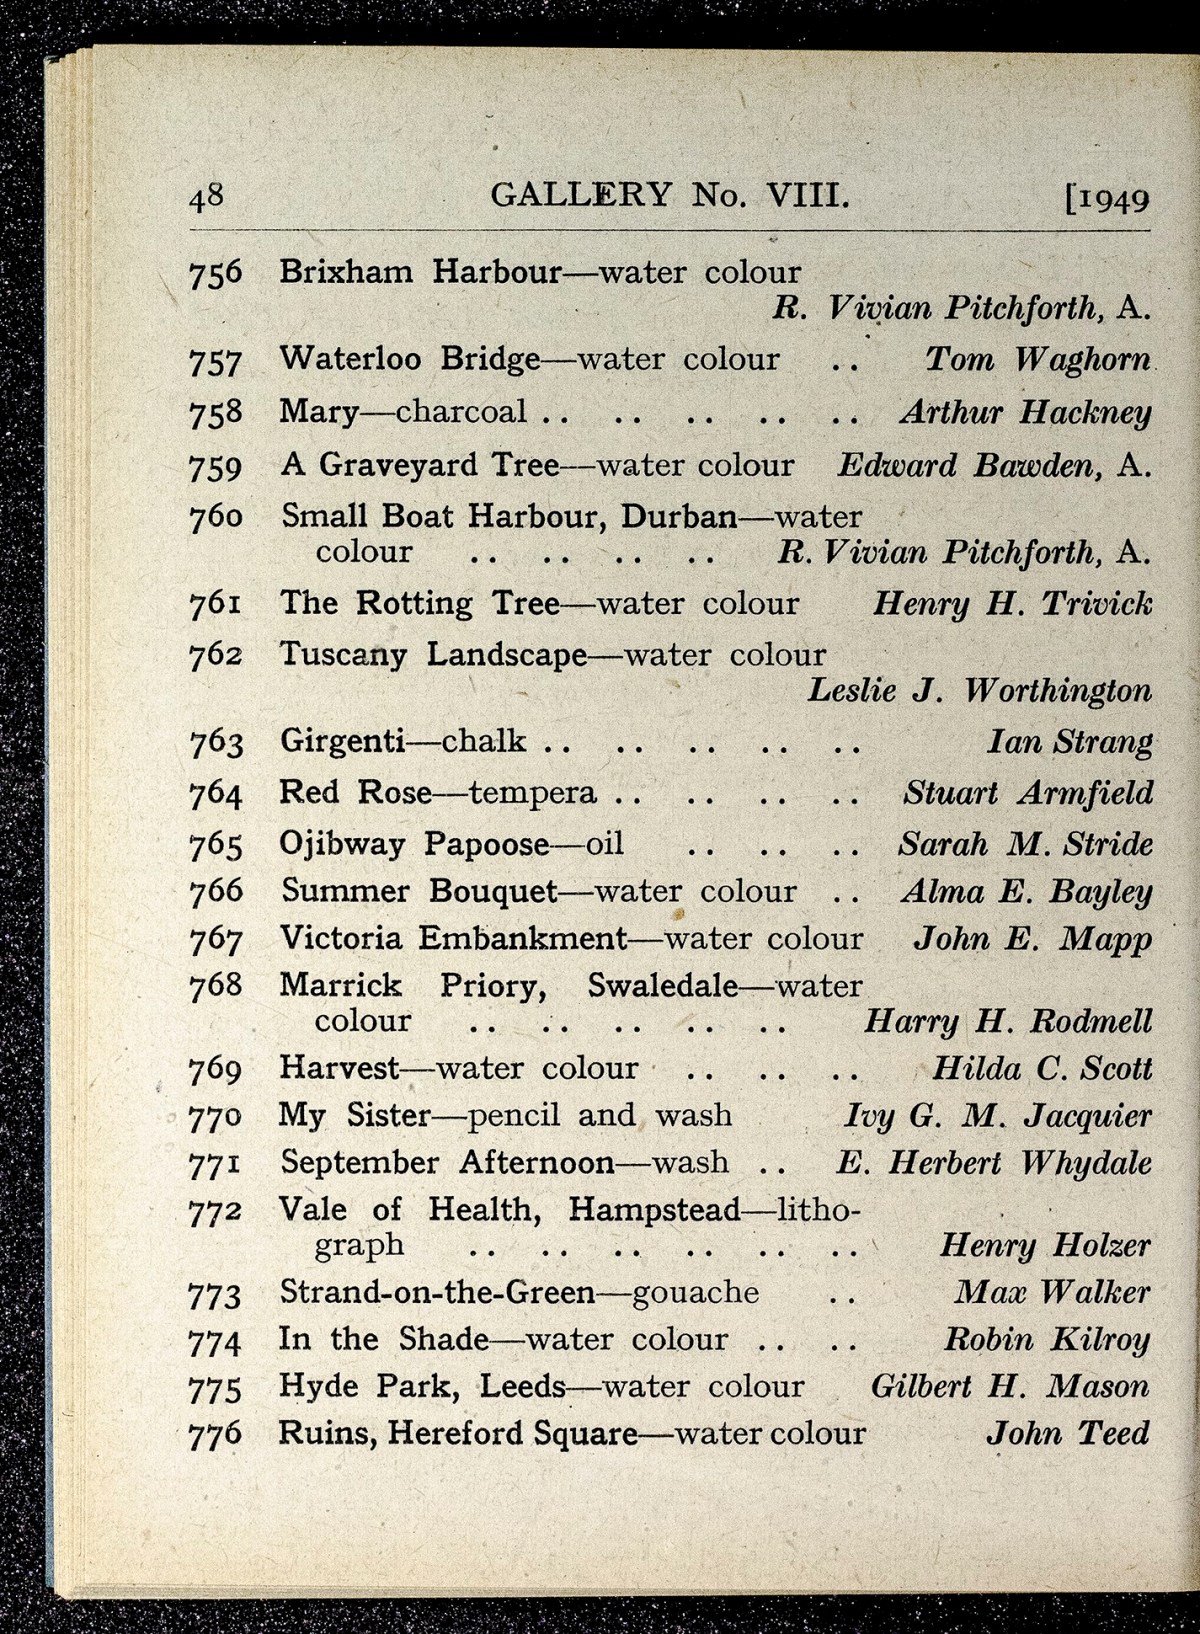 48 GALLERY No. VIII. [1949
756 Brixham Harbour—water colour
R. Vivian Pitchforth, A.
757 Waterloo Bridge—water colour .. Tom Waghorn
758 Mary—charcoal .. .. .. .. .. Arthur Hackney
759 A Graveyard Tree—water colour Edward Bawden, A.
760 Small Boat Harbour, Durban—water
colour .. .. .. .. R. Vivian Pitchforth, A.
761 The Rotting Tree—water colour Henry H. Trivick
762 Tuscany Landscape—water colour
Leslie J. Worthington
763 Girgenti—chalk .. .. .. .. .. Ian Strang
764 Red Rose—tempera .. .. .. .. Stuart Armfield
765 Ojibway Papoose—oil .. .. .. Sarah M. Stride
766 Summer Bouquet—water colour .. Alma E. Bayley
767 Victoria Embankment—water colour John E. Mapp
768 Marrick Priory, Swaledale—water
colour .. .. .. .. .. Harry H. Rodmell
769 Harvest—water colour .. .. .. Hilda C. Scott
770 My Sister—pencil and wash Ivy G. M. Jacquier
771 September Afternoon—wash .. E. Herbert Whydale
772 Vale of Health, Hampstead—litho-
graph .. .. .. .. .. .. Henry Holzer
773 Strand-on-the-Green—gouache .. Max Walker
774 In the Shade—water colour .. .. Robin Kilroy
775 Hyde Park, Leeds—water colour Gilbert H. Mason
776 Ruins, Hereford Square—water colour John Teed